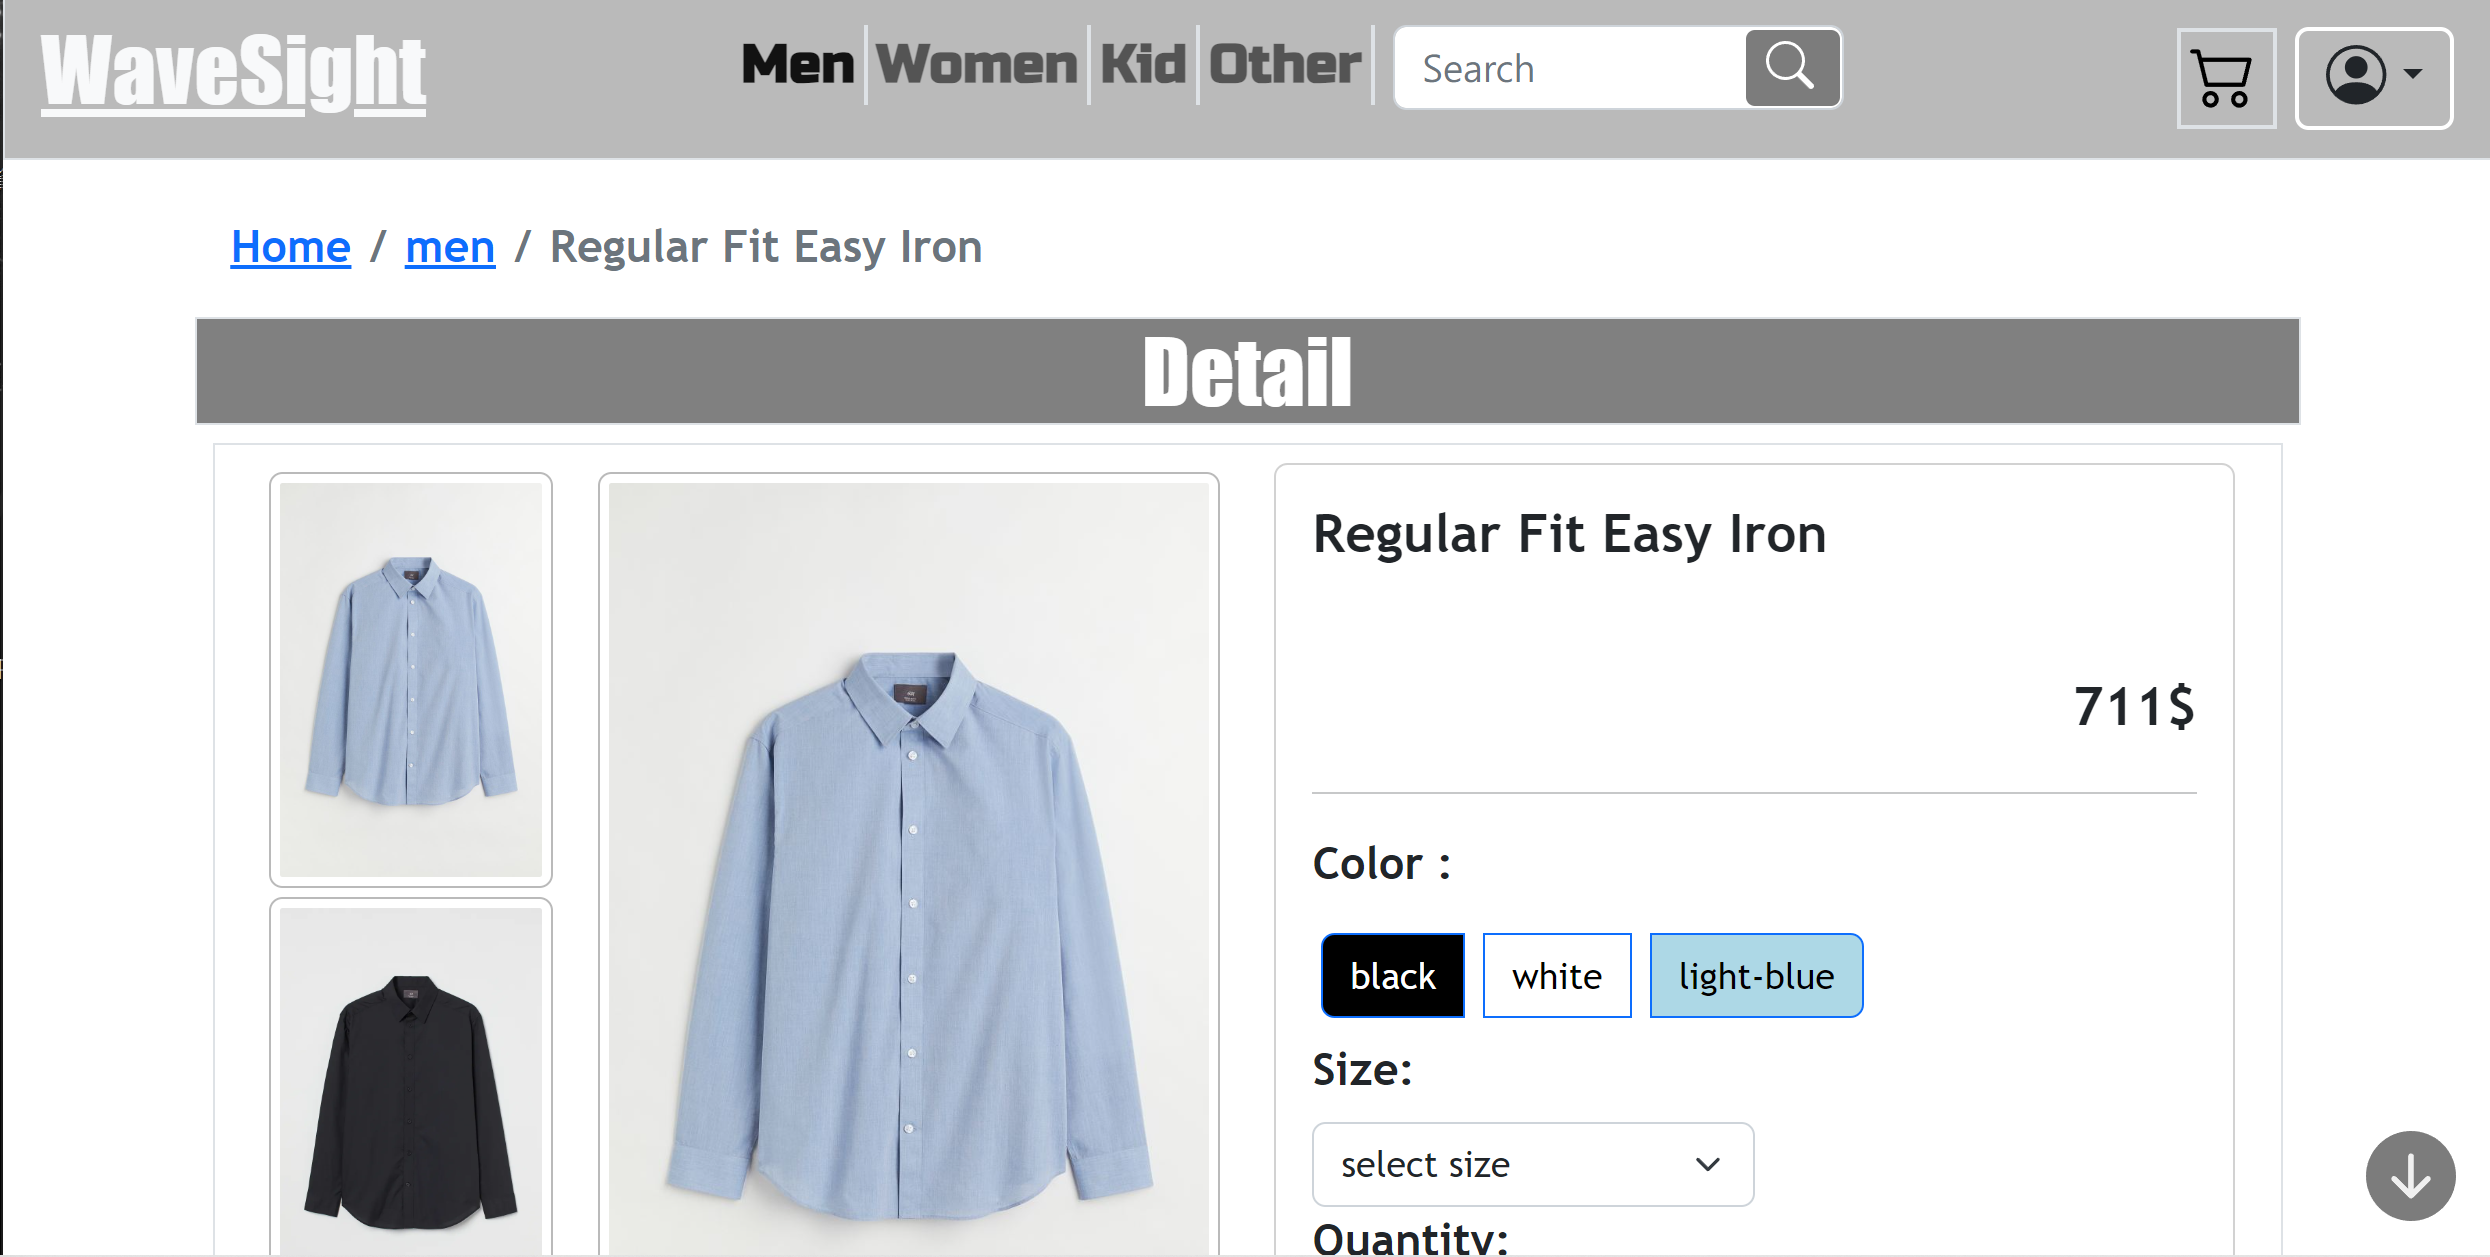 WaveSight
Men Women Kid Other
Search
Home / men / Regular Fit Easy Iron
Detail
Regular Fit Easy Iron
711$
Color :
black white light-blue
Size:
select size
Quantity: